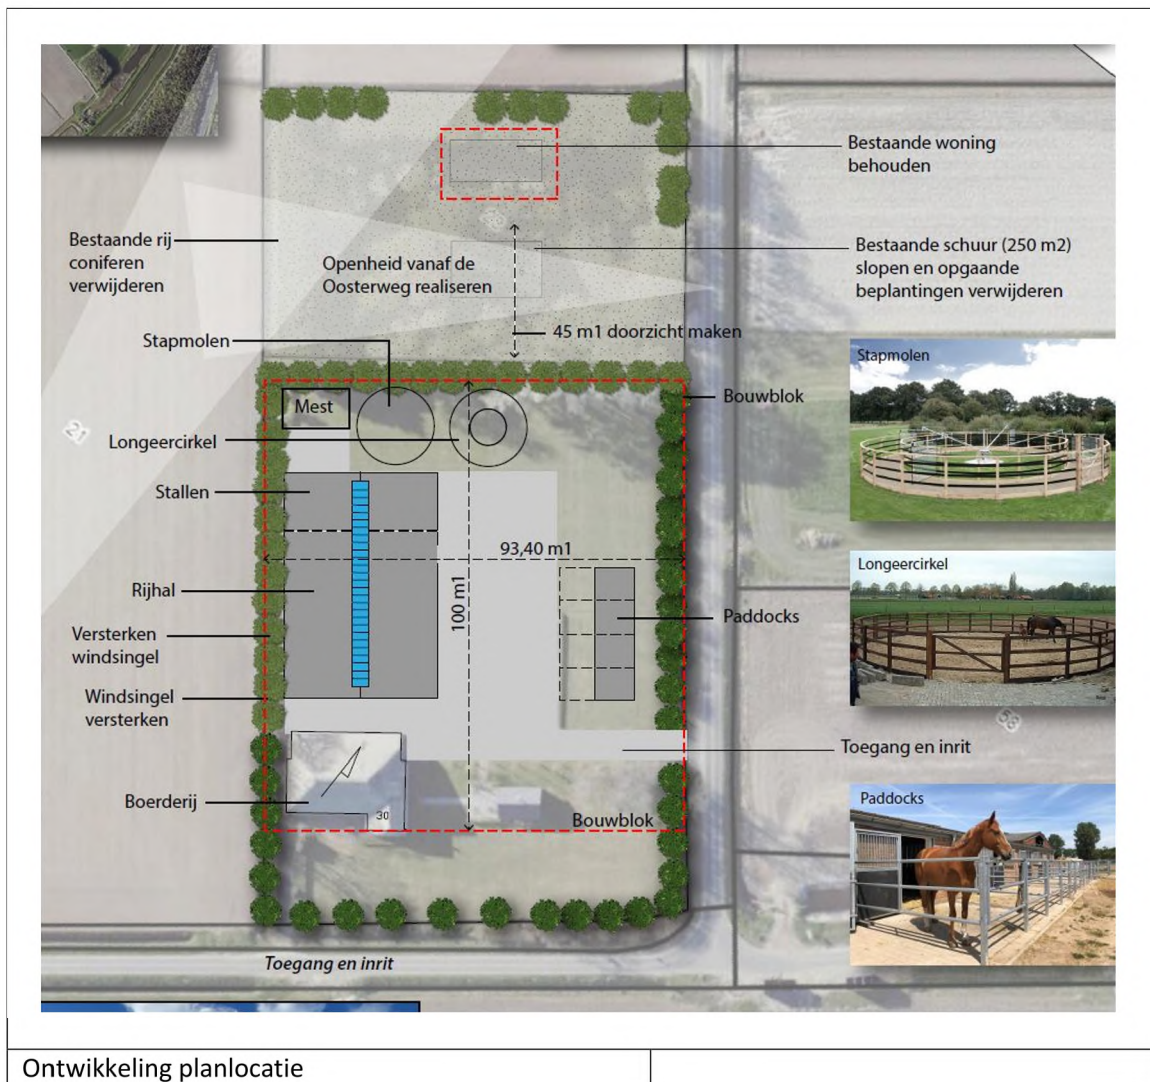 Bestaande woning
behouden
Bestaande rij
coniferen
verwijderen
Openheid vanaf de
Oosterweg realiseren
Bestaande schuur (250 m2)
slopen en opgaande
beplantingen verwijderen
45 m1 doorzicht maken
Stapmolen
Stapmolen
Mest
Bouwblok
21
Longeercirkel
Stallen
93,40 m1
100 m1
Longeercirkel
Rijhal
Paddocks
Versterken
windsingel
Windsingel
versterken
58
Toegang en inrit
Boerderij
30
Bouwblok
Paddocks
Toegang en inrit
Ontwikkeling planlocatie